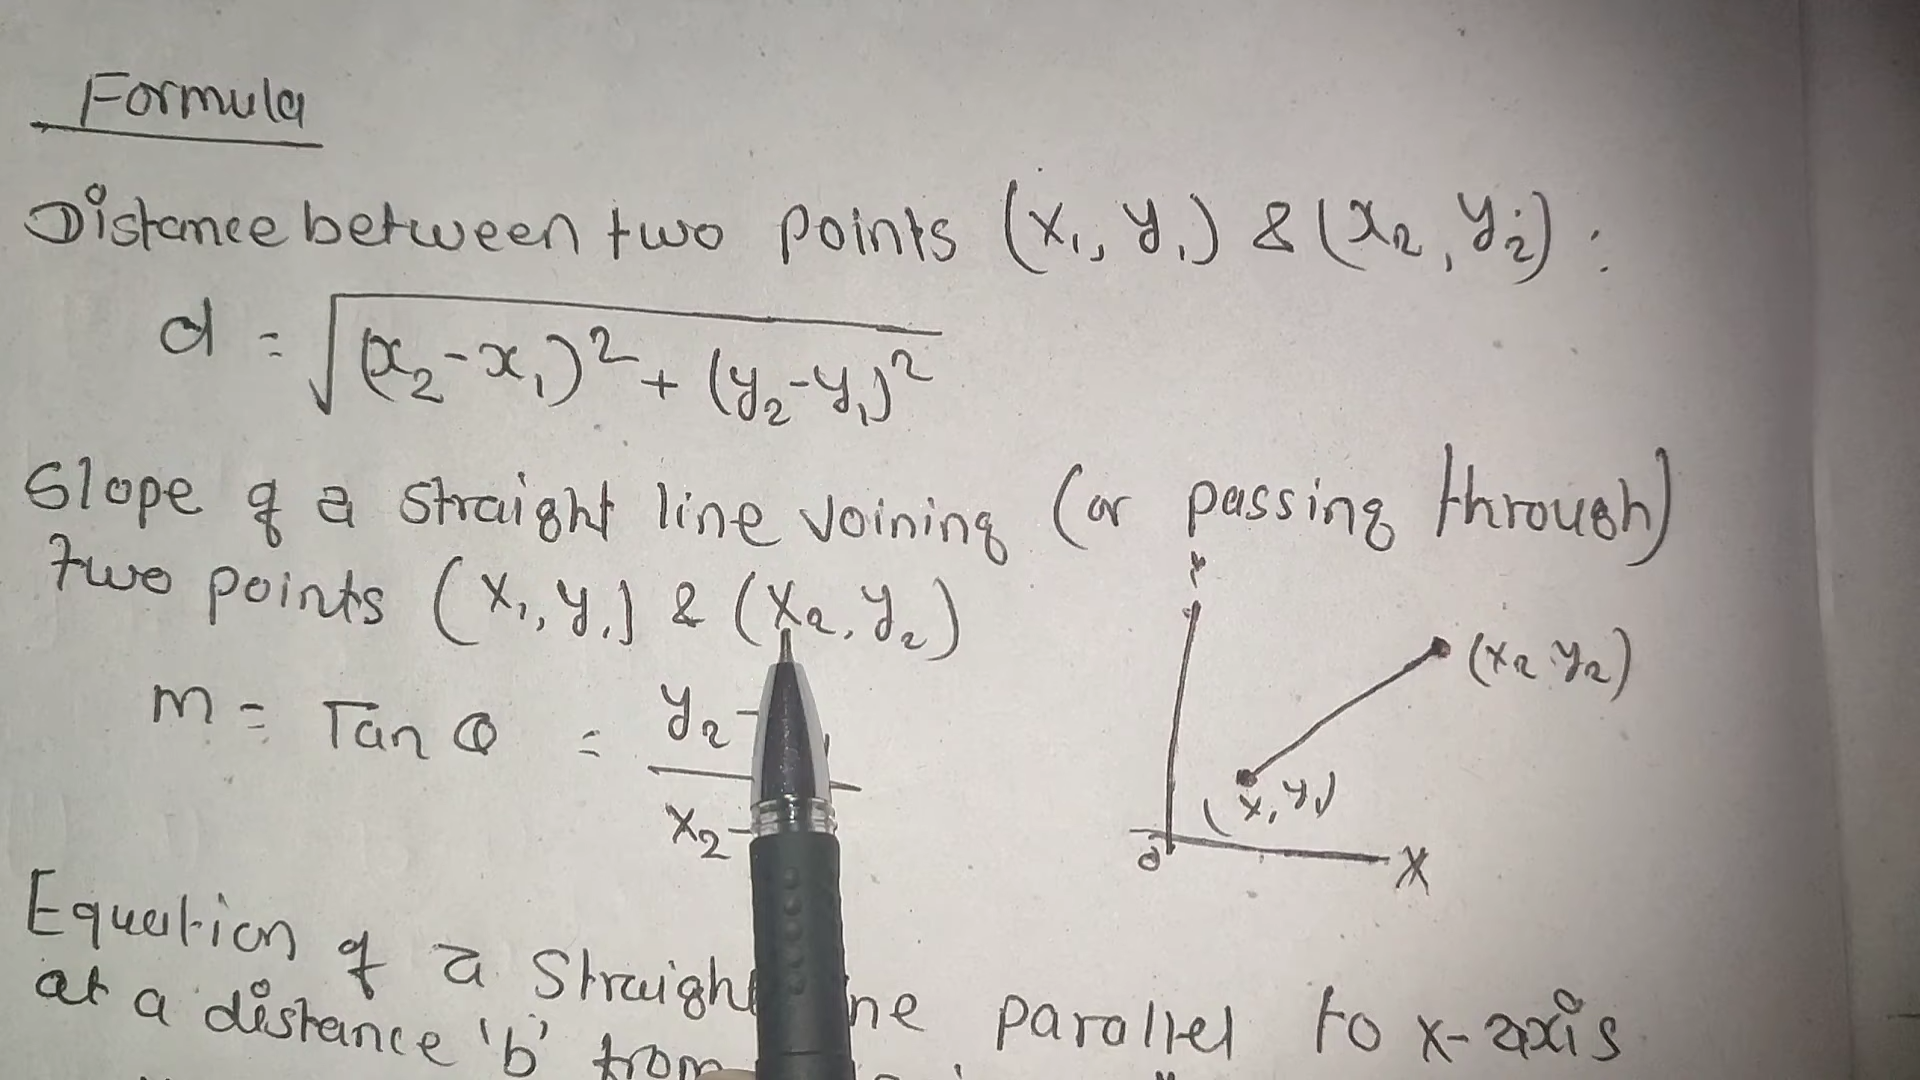 Formula
Distance between two points (x₁, y₁) & (x₂, y₂) :
d = √(x₂-x₁)² + (y₂-y₁)²
Slope of a straight line joining (or passing through)
two points (x₁, y₁) & (x₂, y₂)
m = Tan θ = y₂ -
x₂ -
Y
(x₂ y₂)
(x, y₁)
o
X
Equation of a Straight line parallel to x-axis
at a distance 'b' from